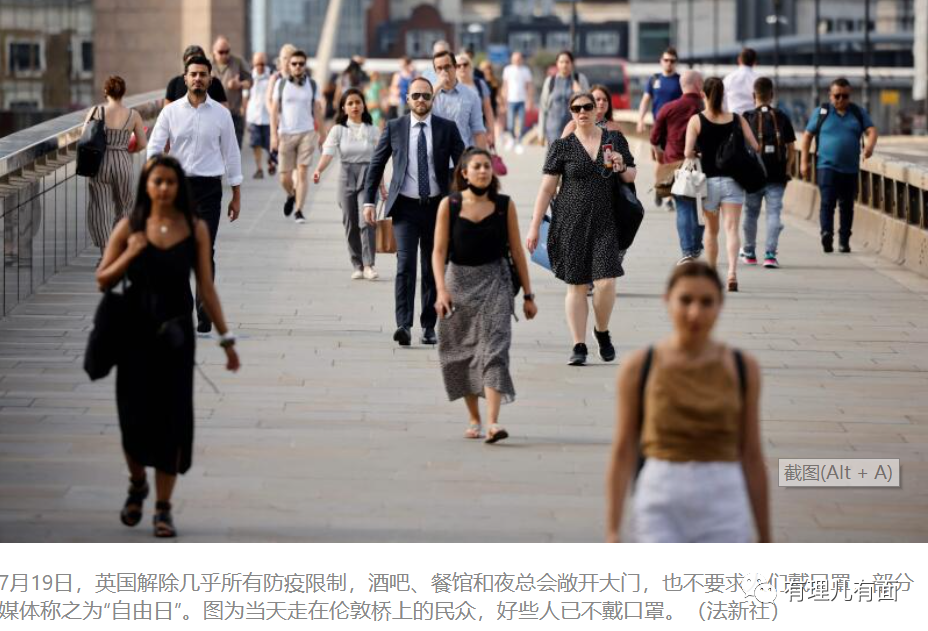 截图(Alt + A)
7月19日，英国解除几乎所有防疫限制，酒吧、餐馆和夜总会敞开大门，也不要求 们戴口罩。部分
媒体称之为“自由日”。图为当天走在伦敦桥上的民众，好些人已不戴口罩。（法新社）
有理儿有面